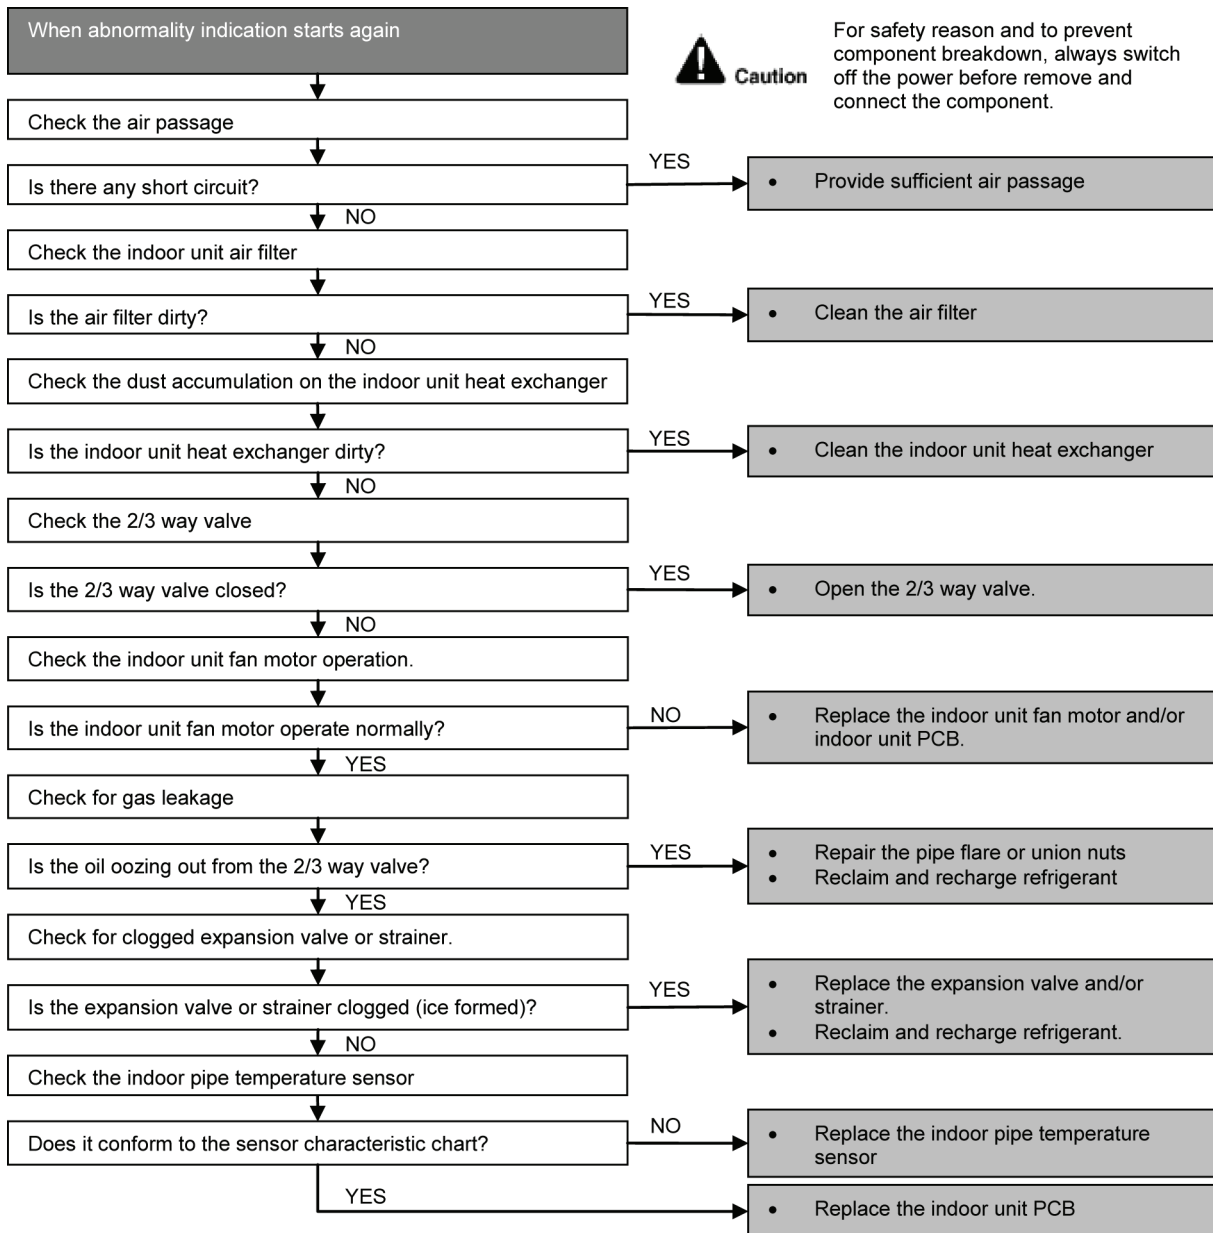 When abnormality indication starts again
Caution
For safety reason and to prevent
component breakdown, always switch
off the power before remove and
connect the component.
Check the air passage
Is there any short circuit?
YES
• Provide sufficient air passage
NO
Check the indoor unit air filter
Is the air filter dirty?
YES
• Clean the air filter
NO
Check the dust accumulation on the indoor unit heat exchanger
Is the indoor unit heat exchanger dirty?
YES
• Clean the indoor unit heat exchanger
NO
Check the 2/3 way valve
Is the 2/3 way valve closed?
YES
• Open the 2/3 way valve.
NO
Check the indoor unit fan motor operation.
Is the indoor unit fan motor operate normally?
NO
• Replace the indoor unit fan motor and/or
indoor unit PCB.
YES
Check for gas leakage
Is the oil oozing out from the 2/3 way valve?
YES
• Repair the pipe flare or union nuts
• Reclaim and recharge refrigerant
YES
Check for clogged expansion valve or strainer.
Is the expansion valve or strainer clogged (ice formed)?
YES
• Replace the expansion valve and/or
strainer.
• Reclaim and recharge refrigerant.
NO
Check the indoor pipe temperature sensor
Does it conform to the sensor characteristic chart?
NO
• Replace the indoor pipe temperature
sensor
YES
• Replace the indoor unit PCB